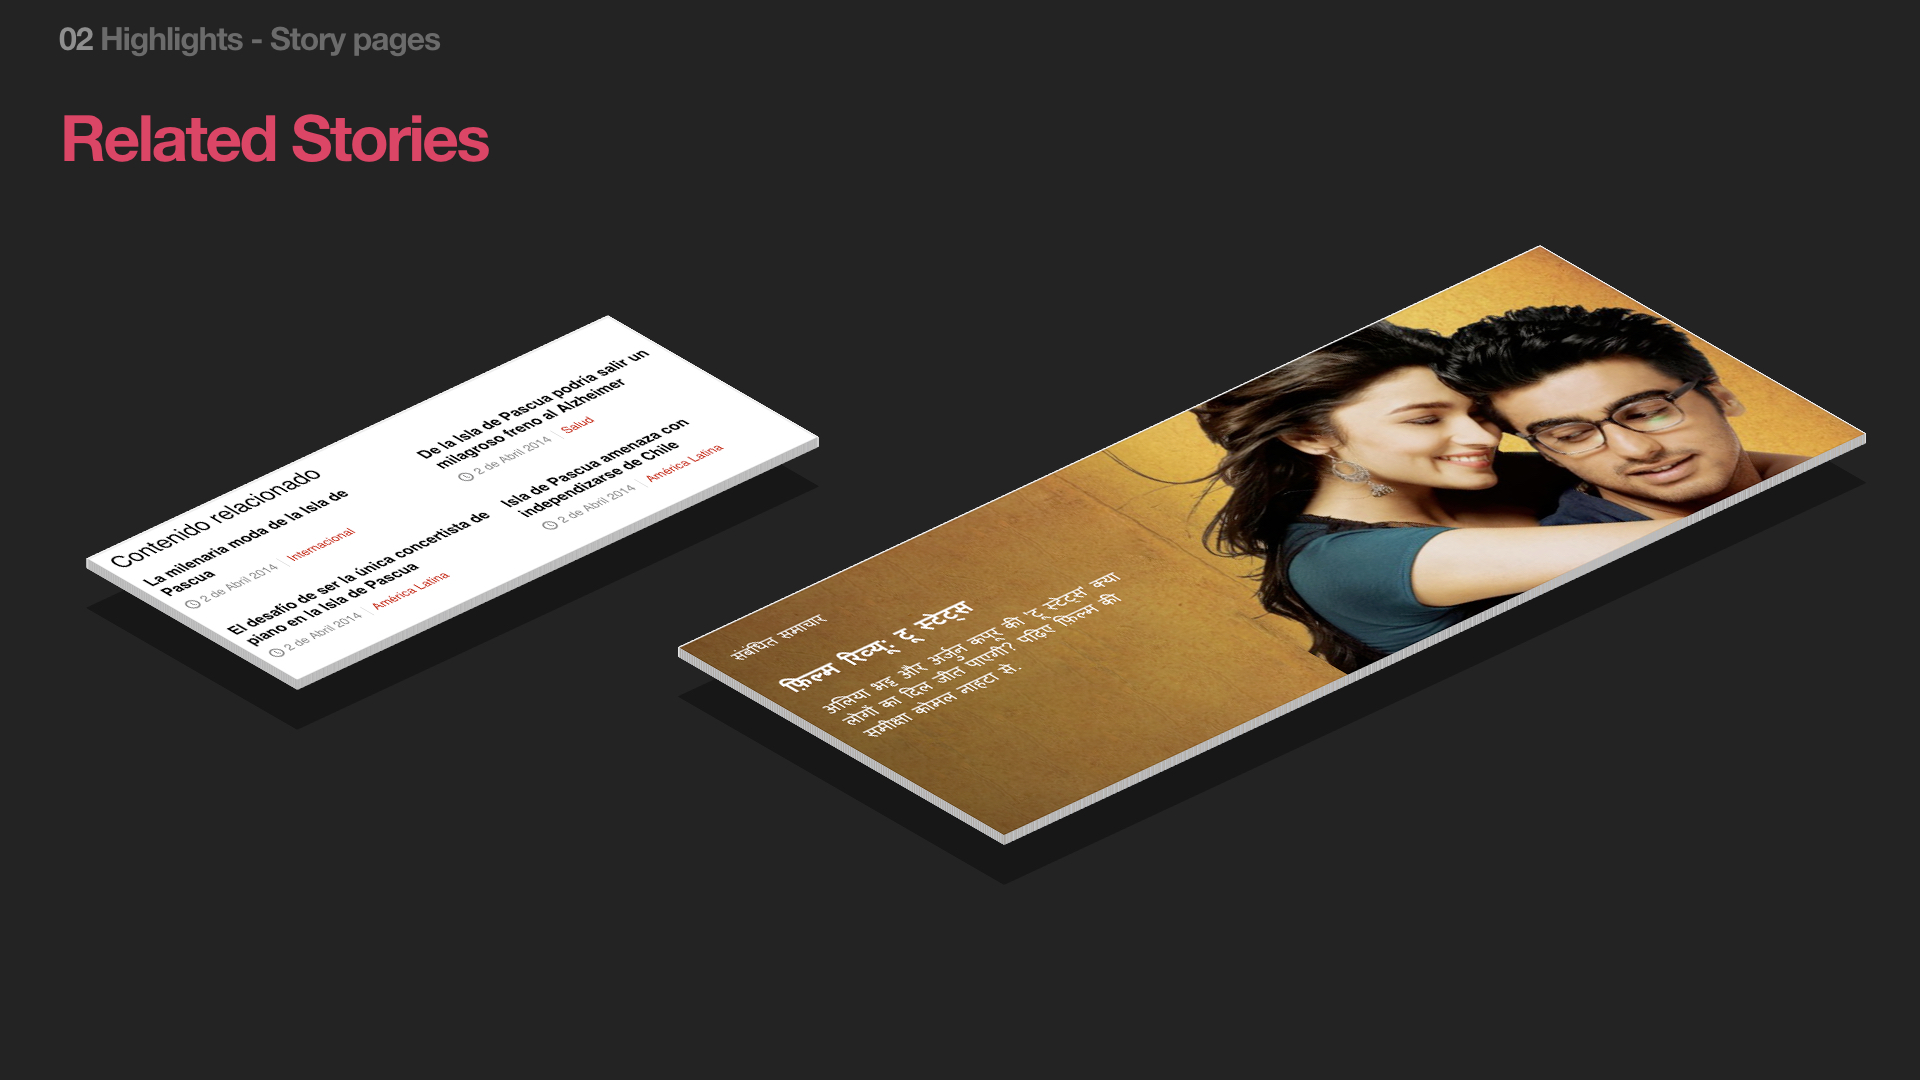 02 Highlights - Story pages
Related Stories
Contenido relacionado
La milenaria moda de la Isla de
Pascua
2 de Abril 2014 | Internacional
De la Isla de Pascua podría salir un
milagroso freno al Alzheimer
2 de Abril 2014 | Salud
El desafío de ser la única concertista de
piano en la Isla de Pascua
2 de Abril 2014 | América Latina
Isla de Pascua amenaza con
independizarse de Chile
2 de Abril 2014 | América Latina
संबंधित समाचार
फ़िल्म रिव्यू: टू स्टेट्स
अलिया भट्ट और अर्जुन कपूर की 'टू स्टेट्स' क्या
लोगों का दिल जीत पाएगी? पढ़िए फ़िल्म की
समीक्षा कोमल नाहटा से.